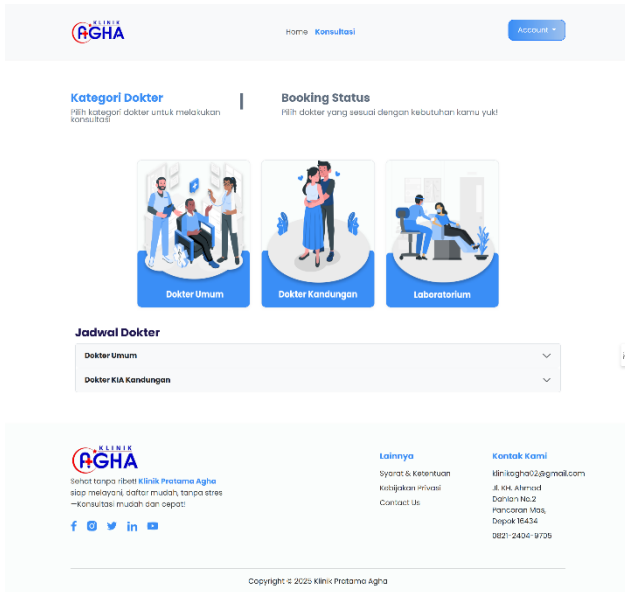 KLINIK
AGHA
Home Konsultasi
Account
Kategori Dokter
Pilih kategori dokter untuk melakukan
konsultasi
Booking Status
Pilih dokter yang sesuai dengan kebutuhan kamu yuk!
Dokter Umum
Dokter Kandungan
Laboratorium
Jadwal Dokter
Dokter Umum
Dokter KIA Kandungan
KLINIK
AGHA
Sehat tanpa ribet! Klinik Pratama Agha
siap melayani, daftar mudah, tanpa stres
—Konsultasi mudah dan cepat!
Lainnya
Syarat & Ketentuan
Kebijakan Privasi
Contact Us
Kontak Kami
klinikagha02@gmail.com
Jl. KH. Ahmad
Dahlan No.2
Pancoran Mas,
Depok 16434
0821-2404-9705
Copyright © 2025 Klinik Pratama Agha